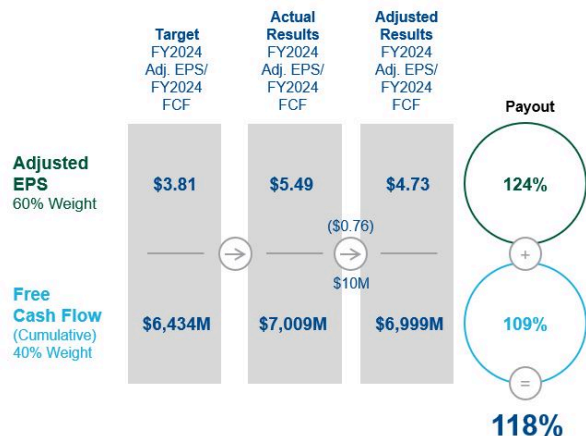 Target
FY2024
Adj. EPS/
FY2024
FCF
Actual
Results
FY2024
Adj. EPS/
FY2024
FCF
Adjusted
Results
FY2024
Adj. EPS/
FY2024
FCF
Payout
Adjusted
EPS
60% Weight
$3.81
$5.49
$4.73
124%
($0.76)
+
$10M
Free
Cash Flow
(Cumulative)
40% Weight
$6,434M
$7,009M
$6,999M
109%
=
118%